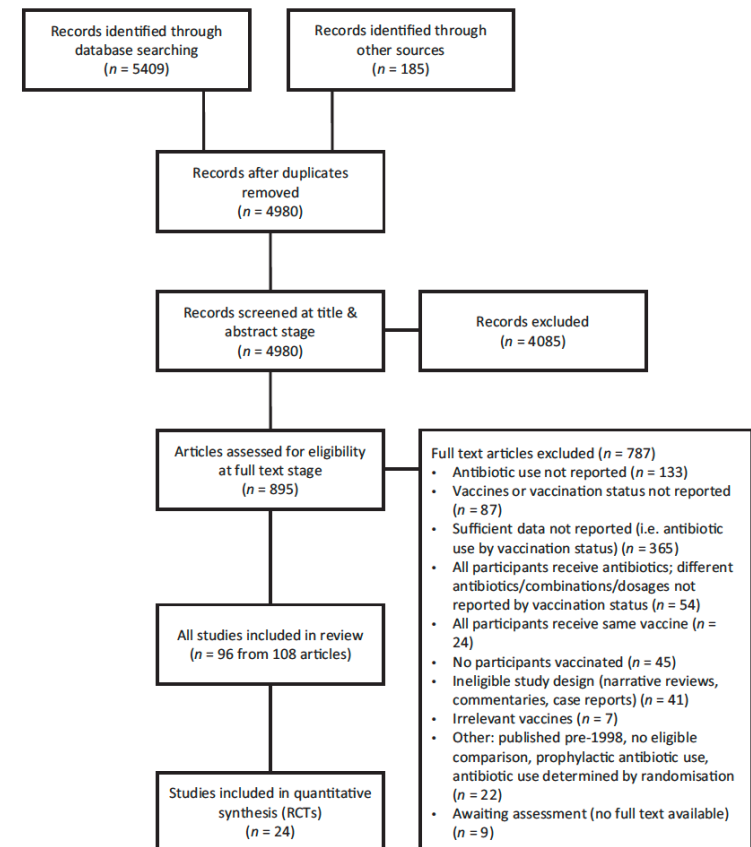 Records identified through
database searching
(n = 5409)
Records identified through
other sources
(n = 185)
Records after duplicates
removed
(n = 4980)
Records screened at title &
abstract stage
(n = 4980)
Records excluded
(n = 4085)
Articles assessed for eligibility
at full text stage
(n = 895)
Full text articles excluded (n = 787)
• Antibiotic use not reported (n = 133)
• Vaccines or vaccination status not reported
(n = 87)
• Sufficient data not reported (i.e. antibiotic
use by vaccination status) (n = 365)
• All participants receive antibiotics; different
antibiotics/combinations/dosages not
reported by vaccination status (n = 54)
• All participants receive same vaccine (n =
24)
• No participants vaccinated (n = 45)
• Ineligible study design (narrative reviews,
commentaries, case reports) (n = 41)
• Irrelevant vaccines (n = 7)
• Other: published pre-1998, no eligible
comparison, prophylactic antibiotic use,
antibiotic use determined by randomisation
(n = 22)
• Awaiting assessment (no full text available)
(n = 9)
All studies included in review
(n = 96 from 108 articles)
Studies included in quantitative
synthesis (RCTs)
(n = 24)